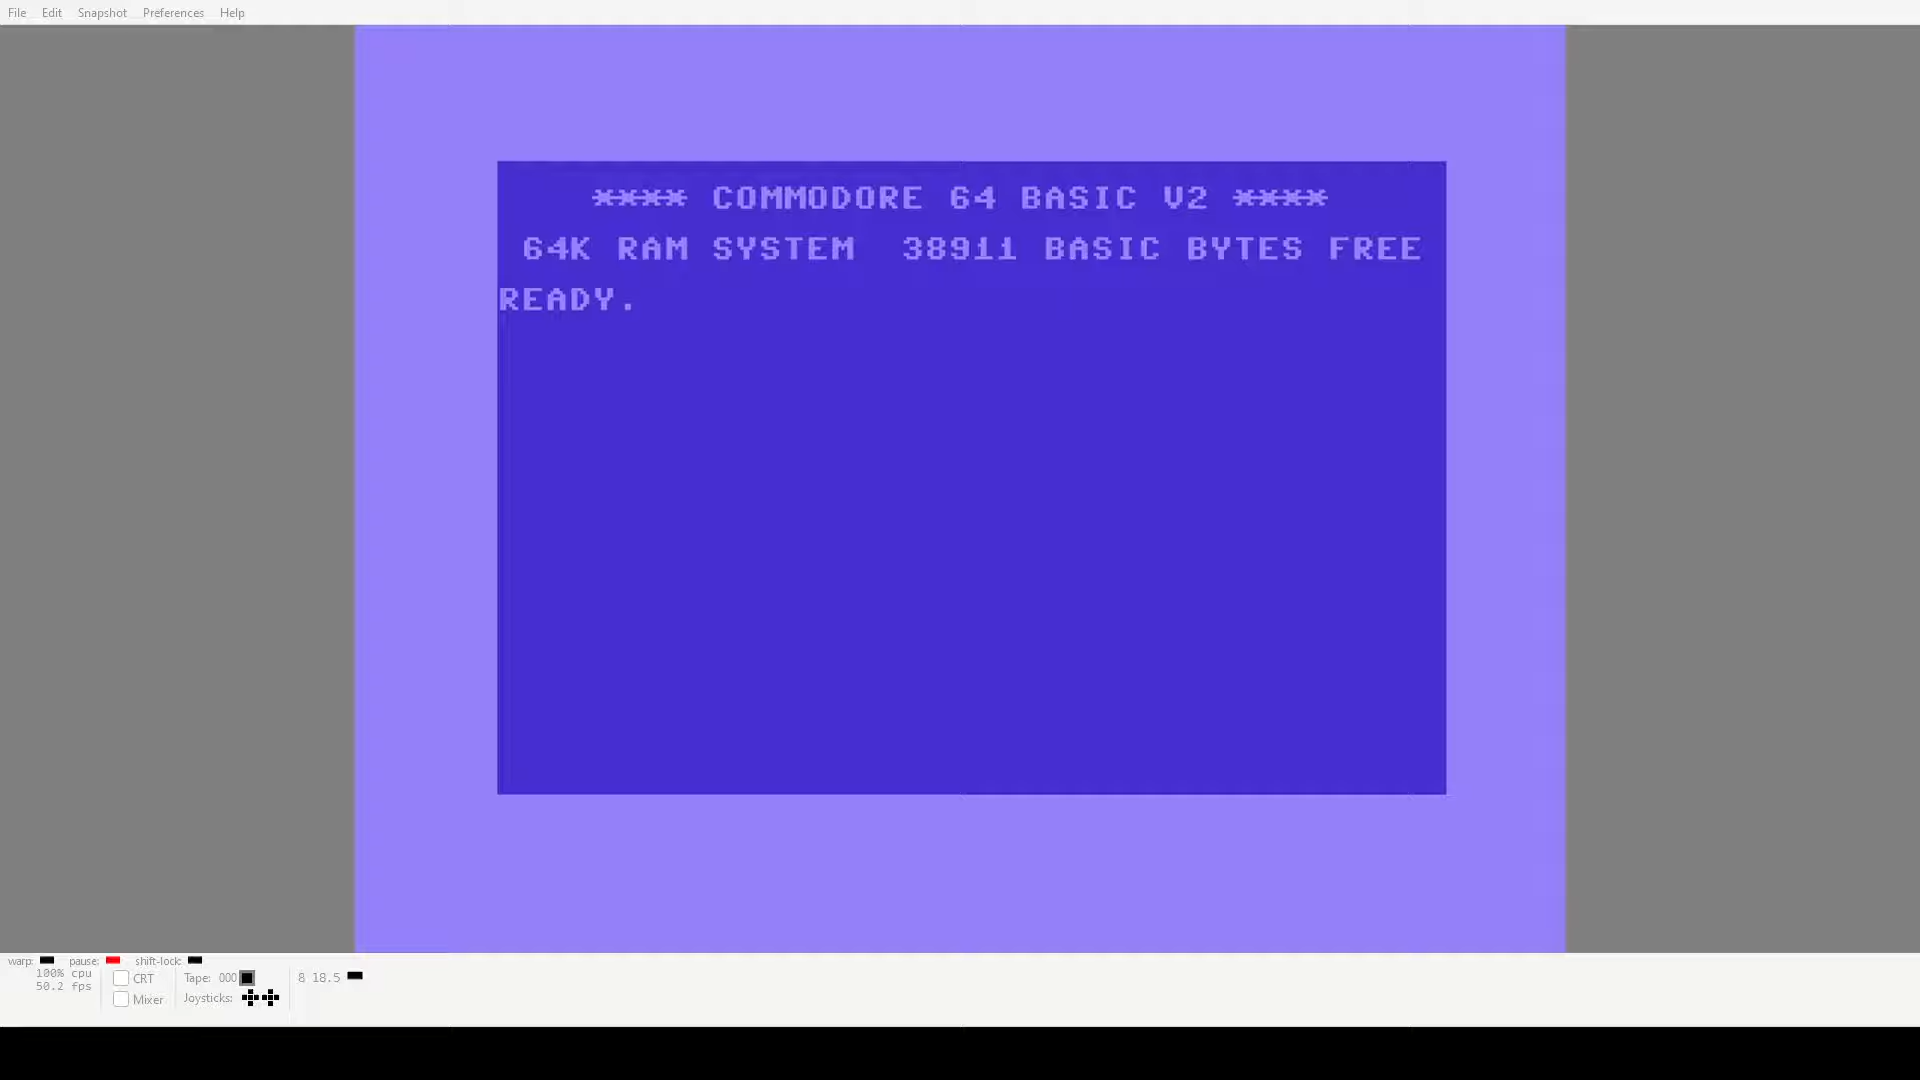 File Edit Snapshot Preferences Help
**** COMMODORE 64 BASIC V2 ****
64K RAM SYSTEM  38911 BASIC BYTES FREE
READY.
warp: pause: shift-lock:
100% cpu
50.2 fps
CRT
Mixer
Tape: 000
Joysticks:
8 18.5